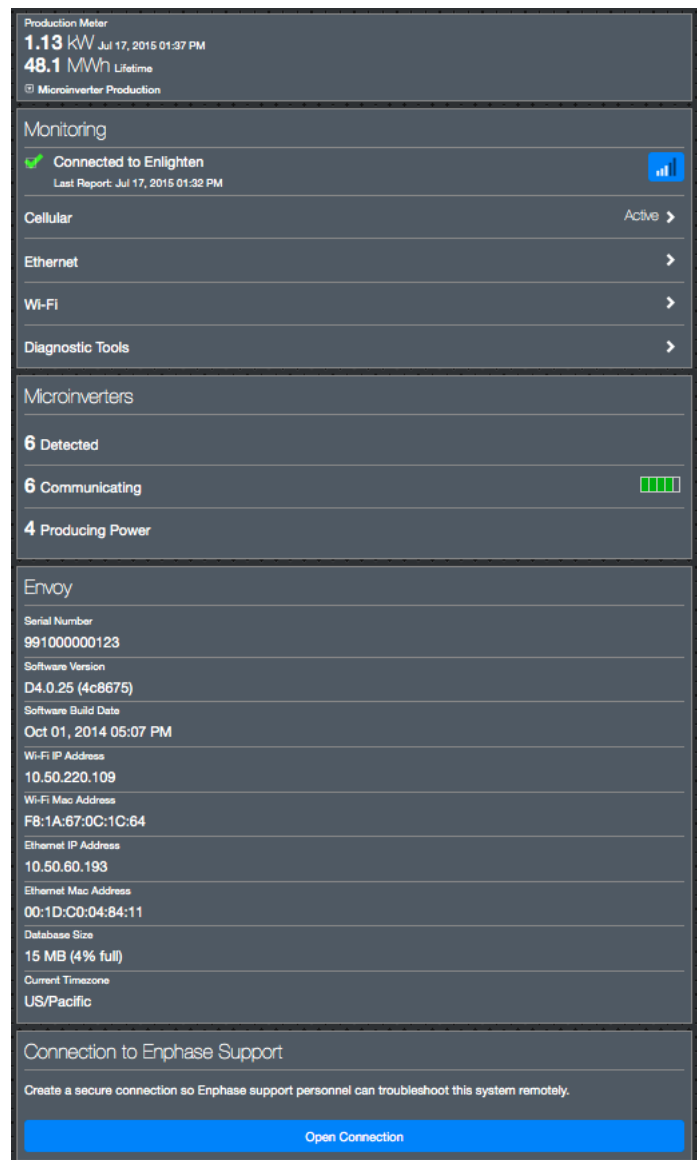 Production Meter
1.13 kW Jul 17, 2015 01:37 PM
48.1 MWh Lifetime
Microinverter Production
Monitoring
Connected to Enlighten
Last Report: Jul 17, 2015 01:32 PM
Cellular Active
Ethernet
Wi-Fi
Diagnostic Tools
Microinverters
6 Detected
6 Communicating
4 Producing Power
Envoy
Serial Number
991000000123
Software Version
D4.0.25 (4c8675)
Software Build Date
Oct 01, 2014 05:07 PM
Wi-Fi IP Address
10.50.220.109
Wi-Fi Mac Address
F8:1A:67:0C:1C:64
Ethernet IP Address
10.50.60.193
Ethernet Mac Address
00:1D:C0:04:84:11
Database Size
15 MB (4% full)
Current Timezone
US/Pacific
Connection to Enphase Support
Create a secure connection so Enphase support personnel can troubleshoot this system remotely.
Open Connection